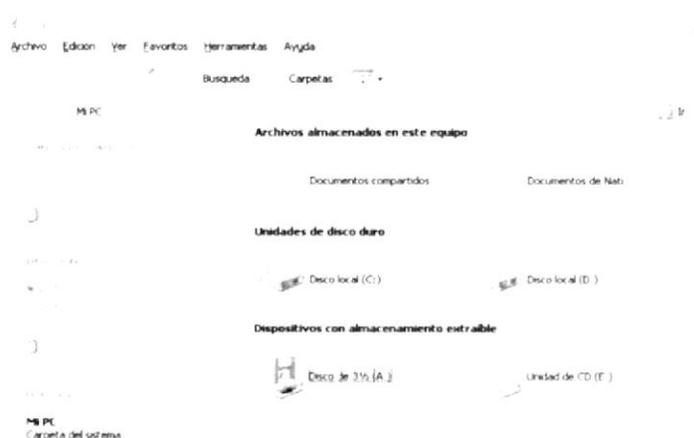 Archivo Edición Ver Favoritos Herramientas Ayuda
Busqueda Carpetas
Mi PC
Archivos almacenados en este equipo
Documentos compartidos Documentos de Nati
Unidades de disco duro
Disco local (C:) Disco local (D:)
Dispositivos con almacenamiento extraíble
Disco de 3½ (A:) Unidad de CD (E:)
Mi PC
Carpeta del sistema